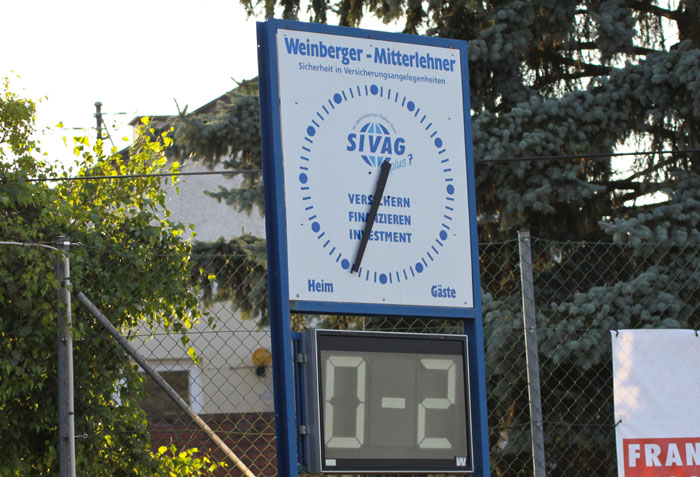 Weinberger - Mitterlehner
Sicherheit in Versicherungsangelegenheiten
SIVAG
plus 7
VERSICHERN
FINANZIEREN
INVESTMENT
Heim Gäste
0-2
W
FRAN